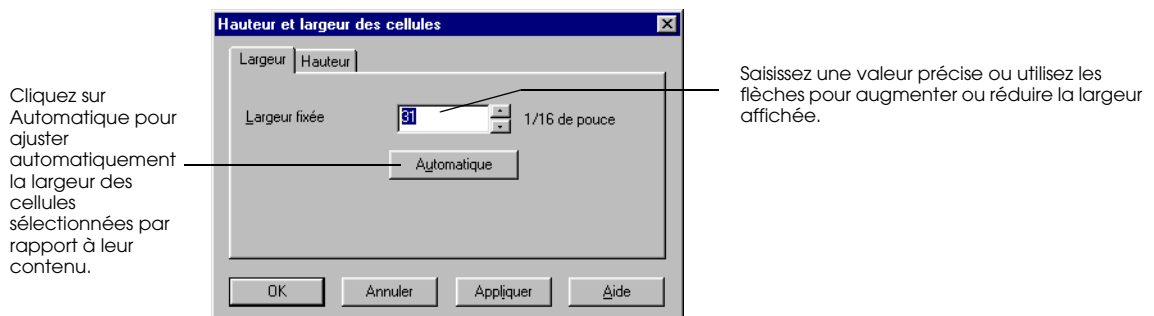 Hauteur et largeur des cellules
Largeur
Hauteur
Cliquez sur
Automatique pour
ajuster
automatiquement
la largeur des
cellules
sélectionnées par
rapport à leur
contenu.
Largeur fixée
31
1/16 de pouce
Automatique
Saisissez une valeur précise ou utilisez les
flèches pour augmenter ou réduire la largeur
affichée.
OK
Annuler
Appliquer
Aide